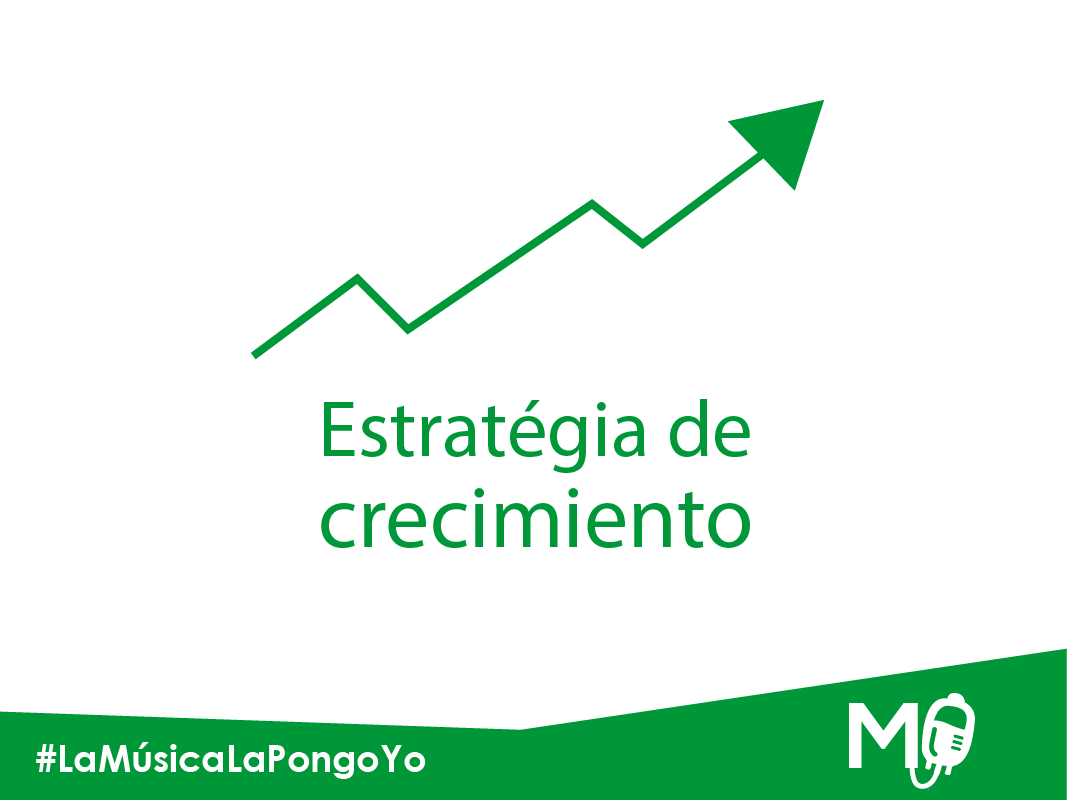 Estratégia de
crecimiento
#LaMúsicaLaPongoYo
M